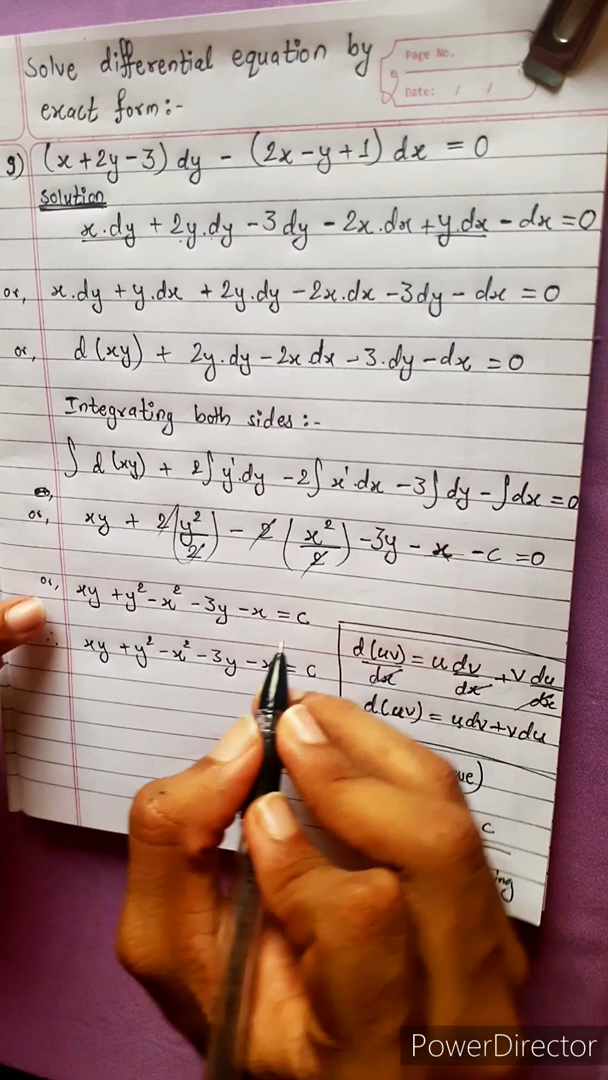 Solve differential equation by
exact form:-
Page No.
Date: / /
9) (x+2y-3) dy - (2x-y+1) dx = 0
Solution
x.dy + 2y.dy - 3dy - 2x.dx + y.dx - dx = 0
or, x.dy + y.dx + 2y.dy - 2x.dx - 3dy - dx = 0
or, d(xy) + 2y.dy - 2x dx - 3.dy - dx = 0
Integrating both sides:-
∫ d(xy) + 2∫ y¹.dy - 2∫ x¹.dx - 3∫ dy - ∫ dx = 0
or, xy + 2(y²/2) - 2(x²/2) - 3y - x - c = 0
or, xy + y² - x² - 3y - x = c
∴ xy + y² - x² - 3y - x = c
d(uv)/dx = u dv/dx + v du/dx
d(uv) = udv + vdu
ue)
c
ing
PowerDirector